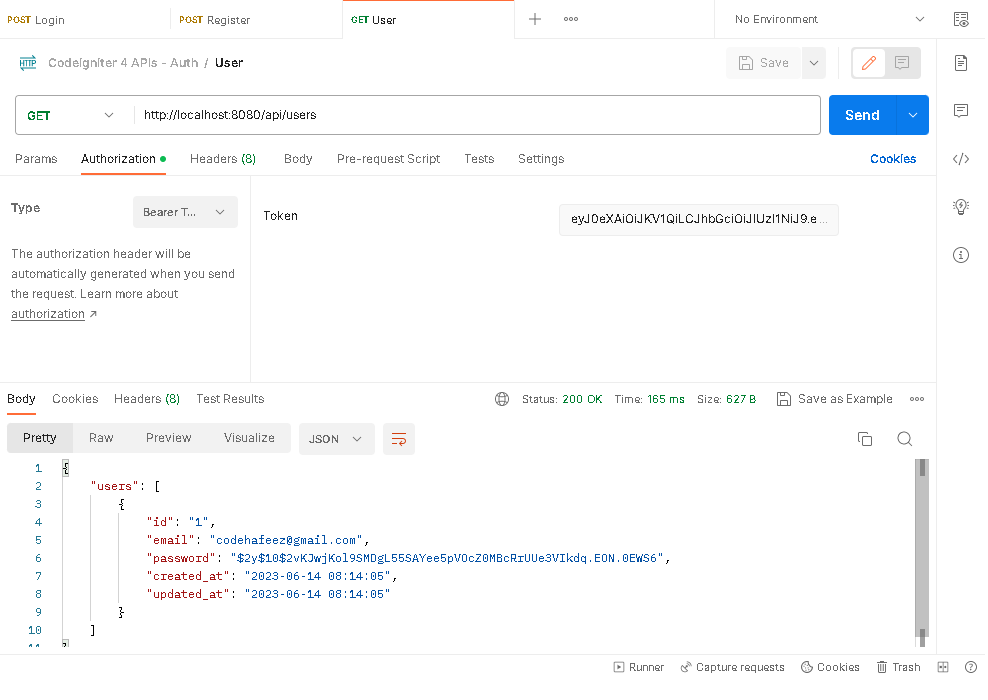 POST Login
POST Register
GET User
No Environment
HTTP Codeigniter 4 APIs - Auth / User
Save
GET
http://localhost:8080/api/users
Send
Params
Authorization
Headers (8)
Body
Pre-request Script
Tests
Settings
Cookies
Type
Bearer T...
Token
eyJ0eXAiOiJKV1QiLCJhbGciOiJIUzI1NiJ9.e...
The authorization header will be
automatically generated when you send
the request. Learn more about
authorization ↗
Body
Cookies
Headers (8)
Test Results
Status: 200 OK
Time: 165 ms
Size: 627 B
Save as Example
Pretty
Raw
Preview
Visualize
JSON
1 {
2 "users": [
3 {
4 "id": "1",
5 "email": "codehafeez@gmail.com",
6 "password": "$2y$10$2vKJwjKol9SMDgL55SAYee5pVOcZ0MBcRrUUe3VIkdq.EON.0EWS6",
7 "created_at": "2023-06-14 08:14:05",
8 "updated_at": "2023-06-14 08:14:05"
9 }
10 ]
11 }
Runner
Capture requests
Cookies
Trash